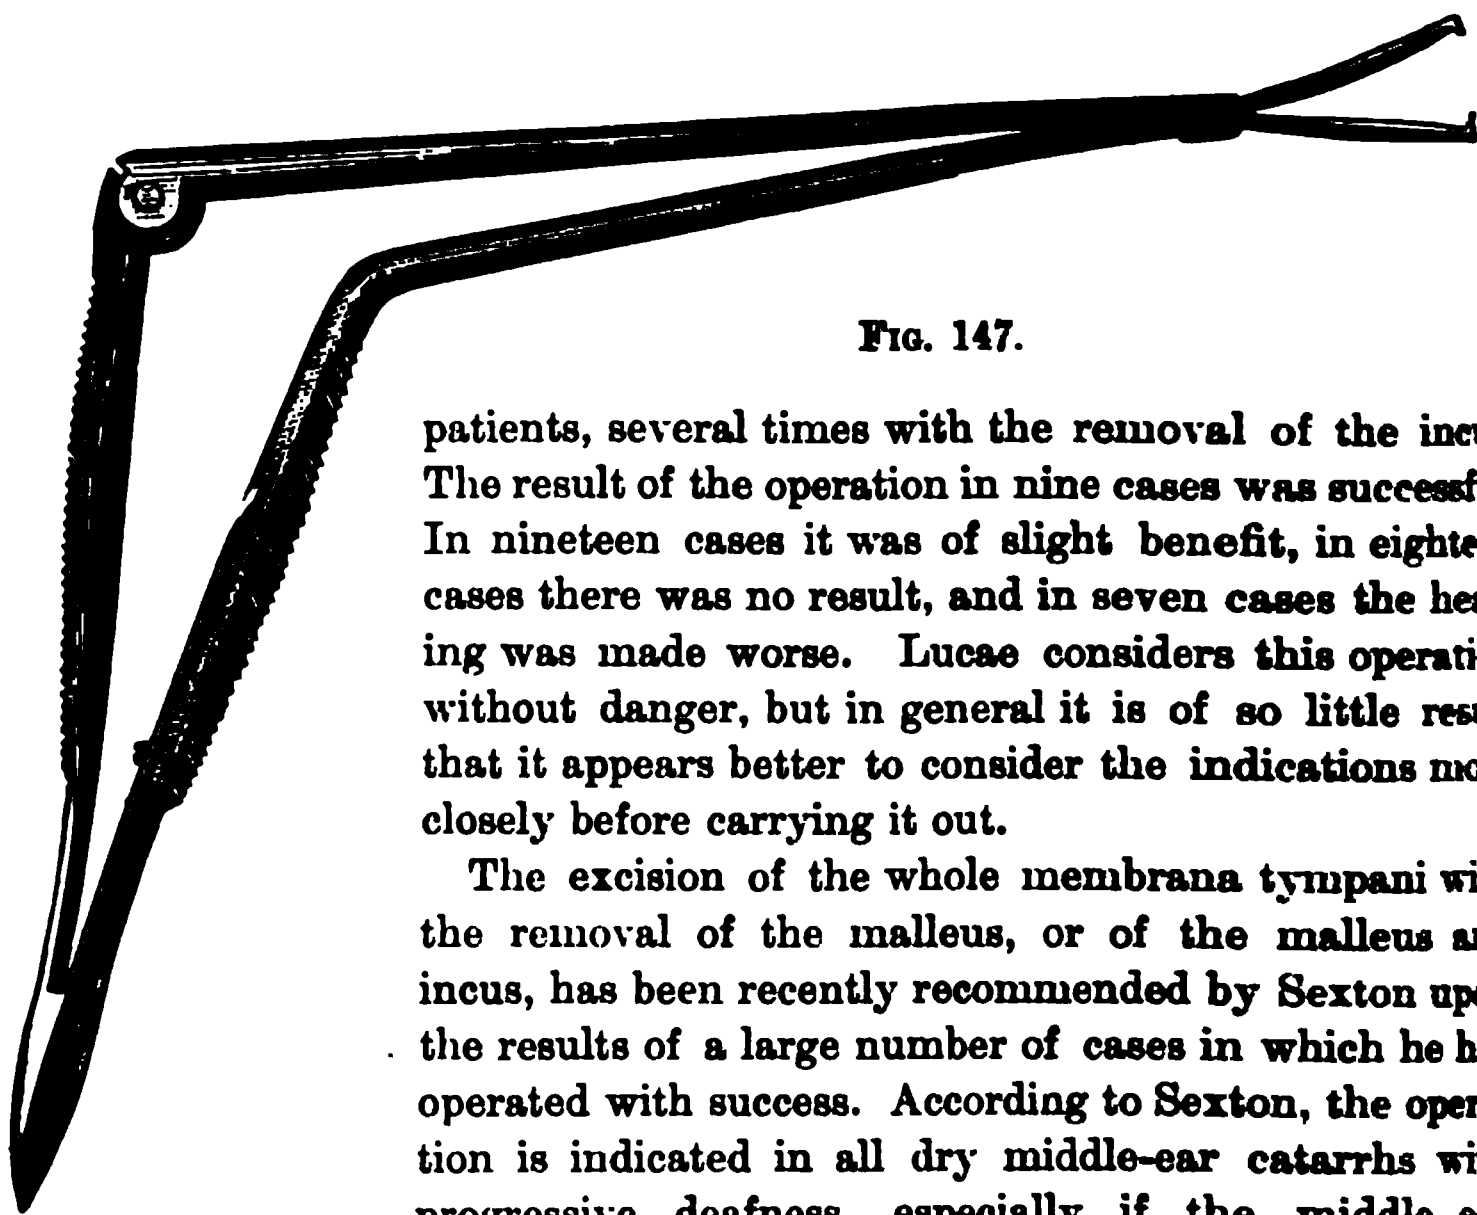 FIG. 147.
patients, several times with the removal of the
The result of the operation in nine cases was
In nineteen cases it was of slight benefit, in
cases there was no result, and in seven cases the
ing was made worse. Lucae considers this
without danger, but in general it is of so little
that it appears better to consider the indications
closely before carrying it out.
The excision of the whole membrana tympani
the removal of the malleus, or of the malleus
incus, has been recently recommended by Sexton
the results of a large number of cases in which he
operated with success. According to Sexton, the
tion is indicated in all dry middle-ear catarrhs
progressive deafness, especially if the middle